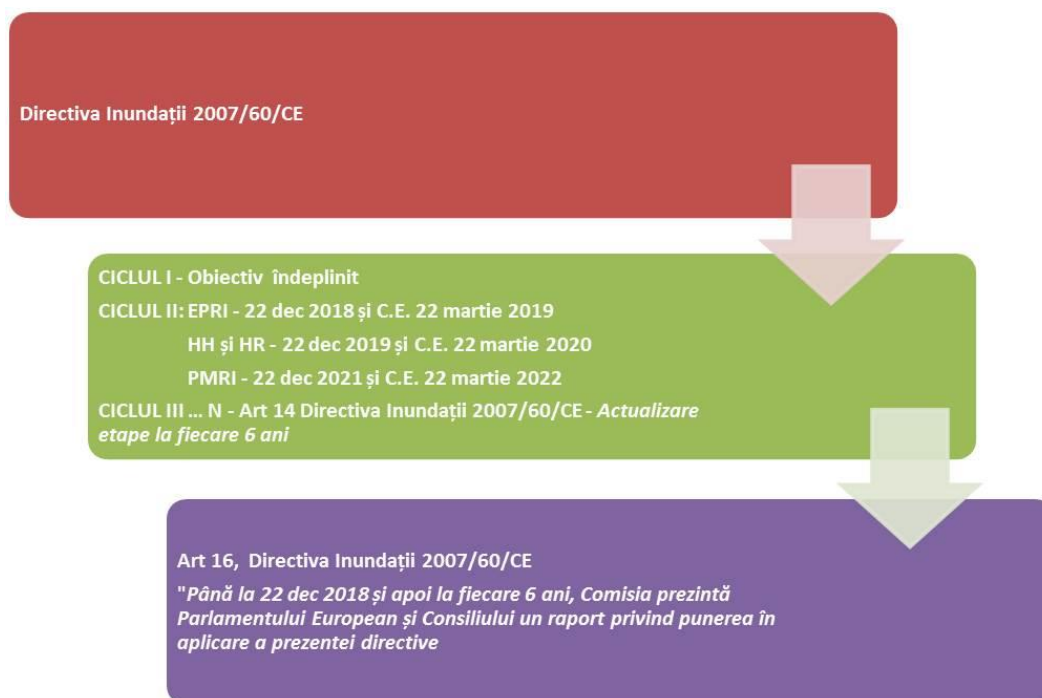 Directiva Inundații 2007/60/CE
CICLUL I - Obiectiv îndeplinit
CICLUL II: EPRI - 22 dec 2018 și C.E. 22 martie 2019
HH și HR - 22 dec 2019 și C.E. 22 martie 2020
PMRI - 22 dec 2021 și C.E. 22 martie 2022
CICLUL III ... N - Art 14 Directiva Inundații 2007/60/CE - Actualizare
etape la fiecare 6 ani
Art 16, Directiva Inundații 2007/60/CE
"Până la 22 dec 2018 și apoi la fiecare 6 ani, Comisia prezintă
Parlamentului European și Consiliului un raport privind punerea în
aplicare a prezentei directive